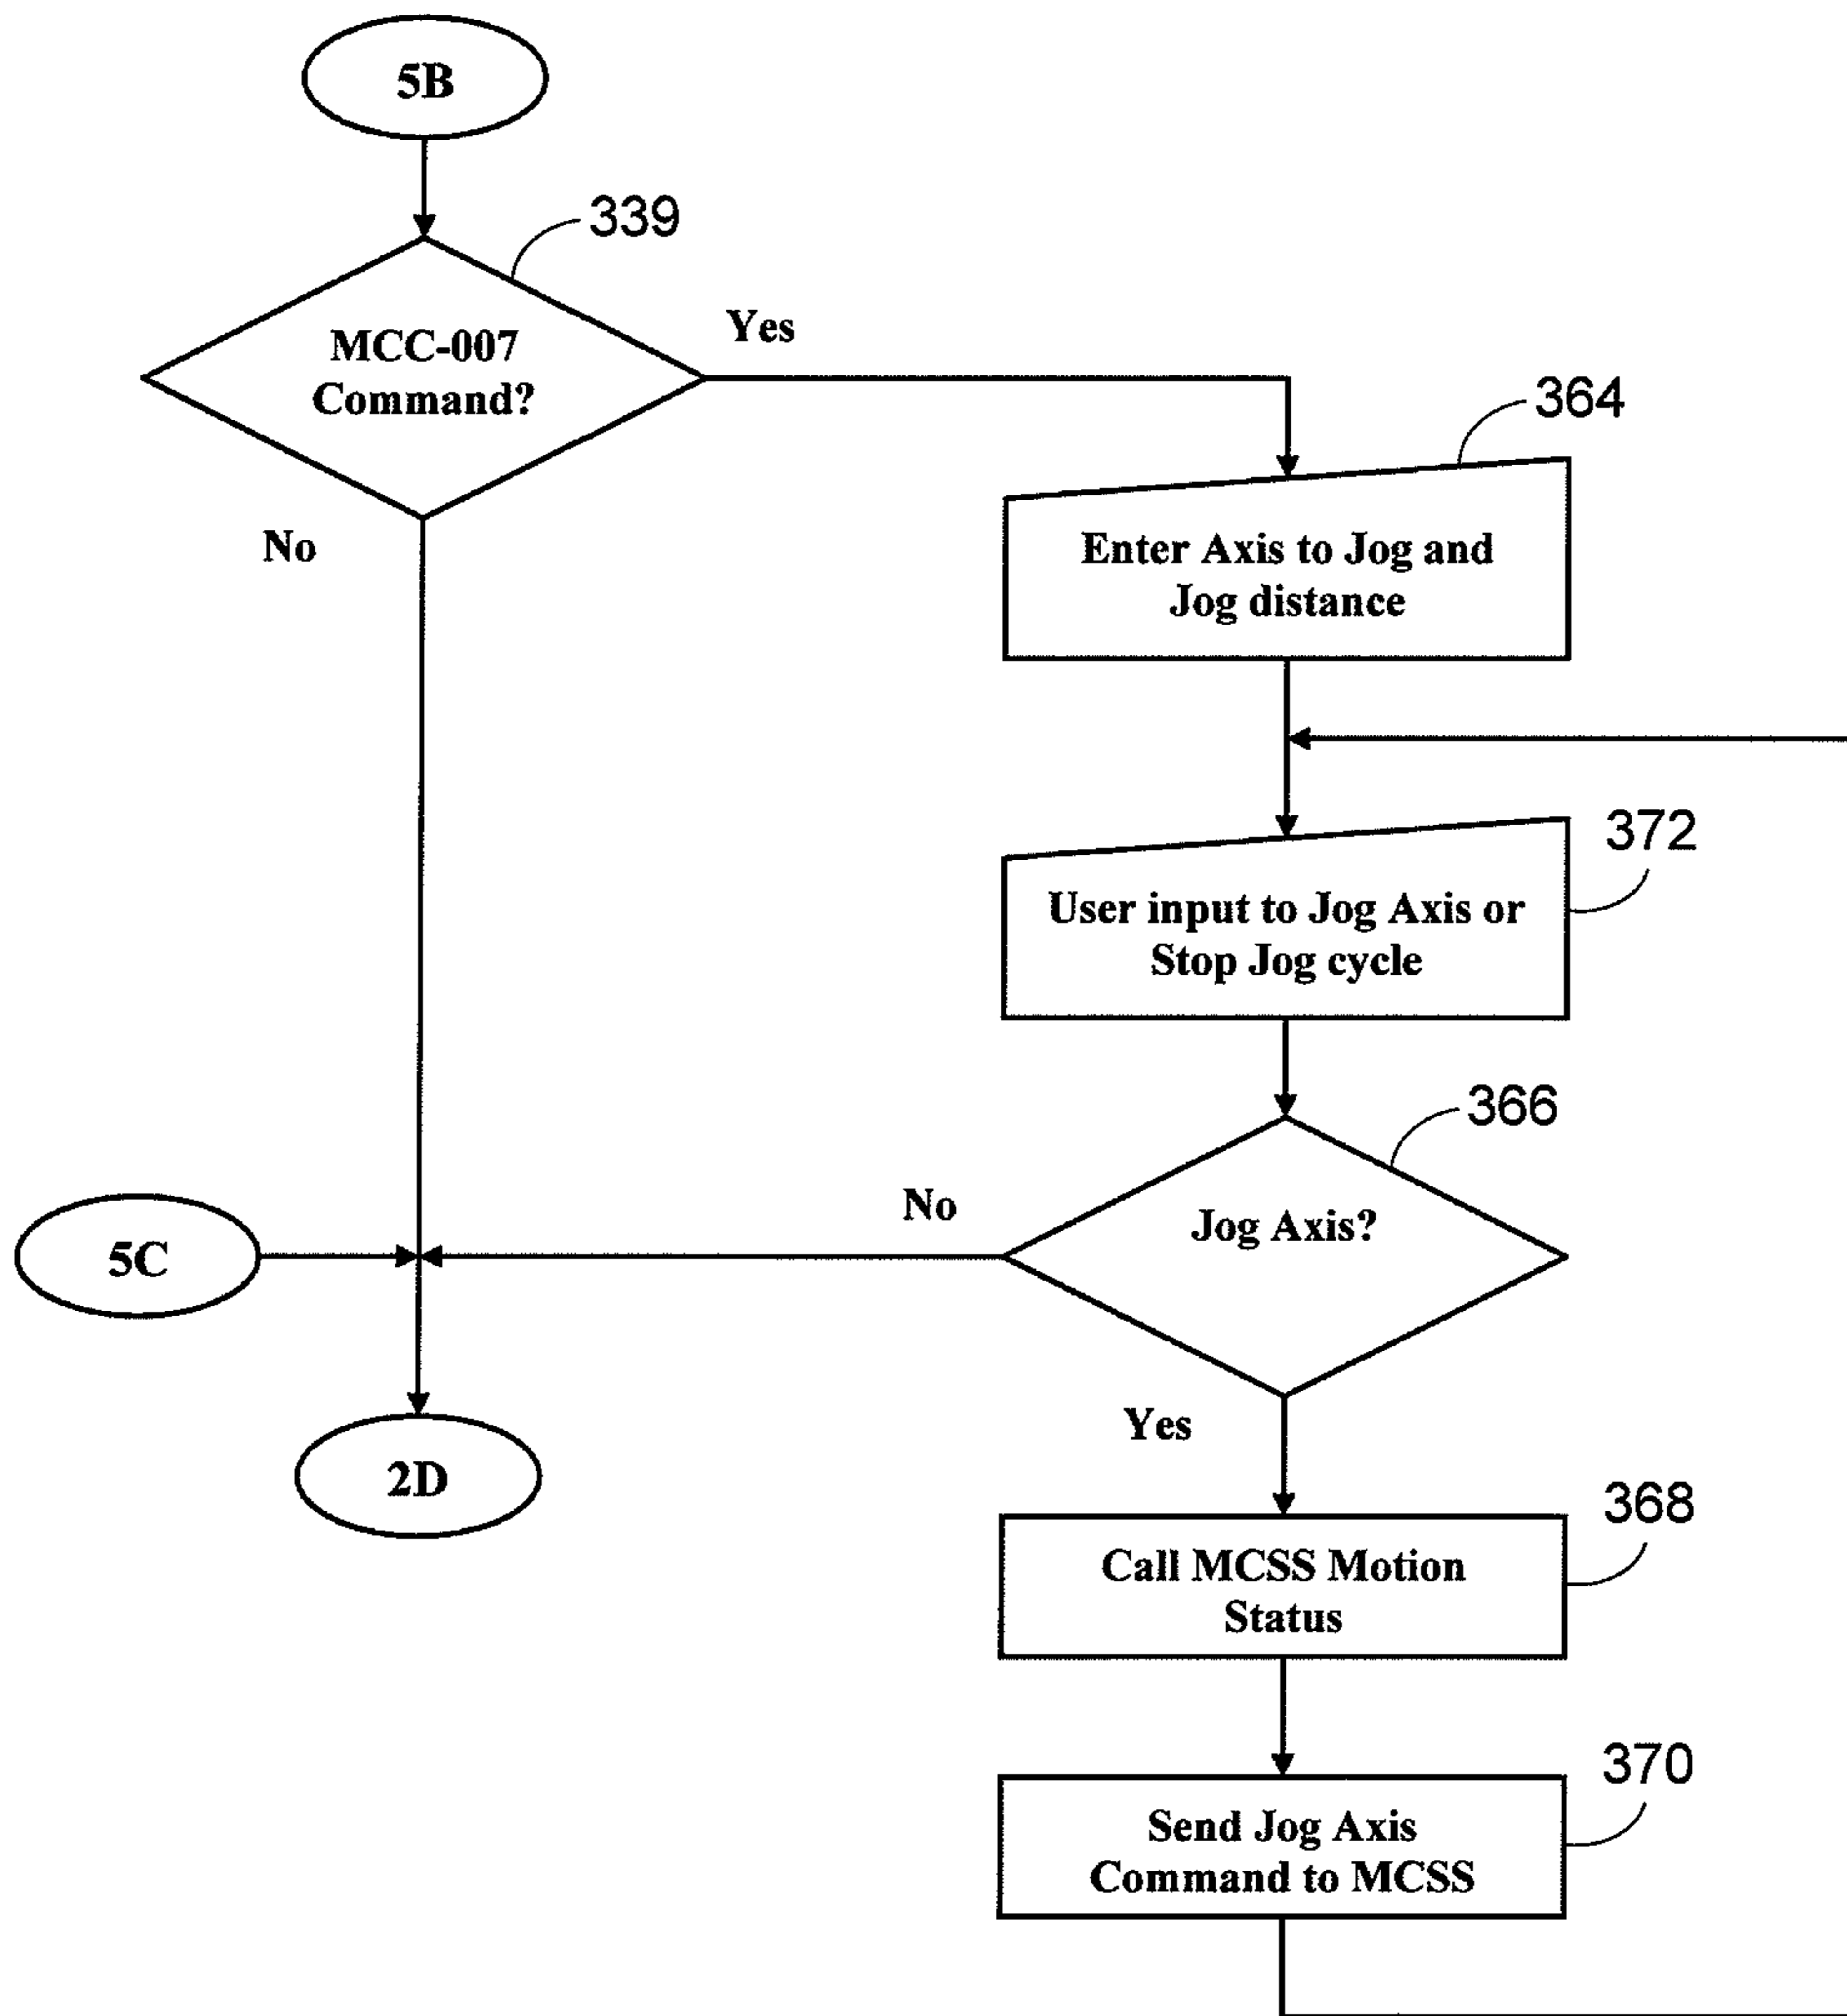 5B
339
MCC-007
Command?
Yes
No
364
Enter Axis to Jog and
Jog distance
372
User input to Jog Axis or
Stop Jog cycle
366
Jog Axis?
No
Yes
5C
2D
368
Call MCSS Motion
Status
370
Send Jog Axis
Command to MCSS